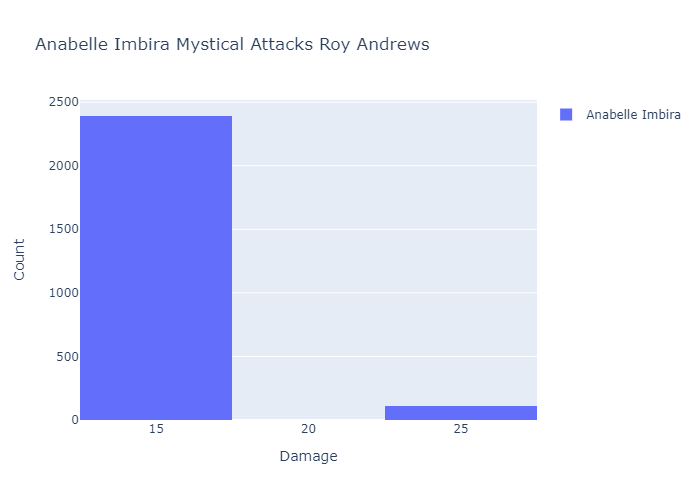 Anabelle Imbira Mystical Attacks Roy Andrews
2500
2000
1500
1000
500
0
Count
15 20 25
Damage
Anabelle Imbira